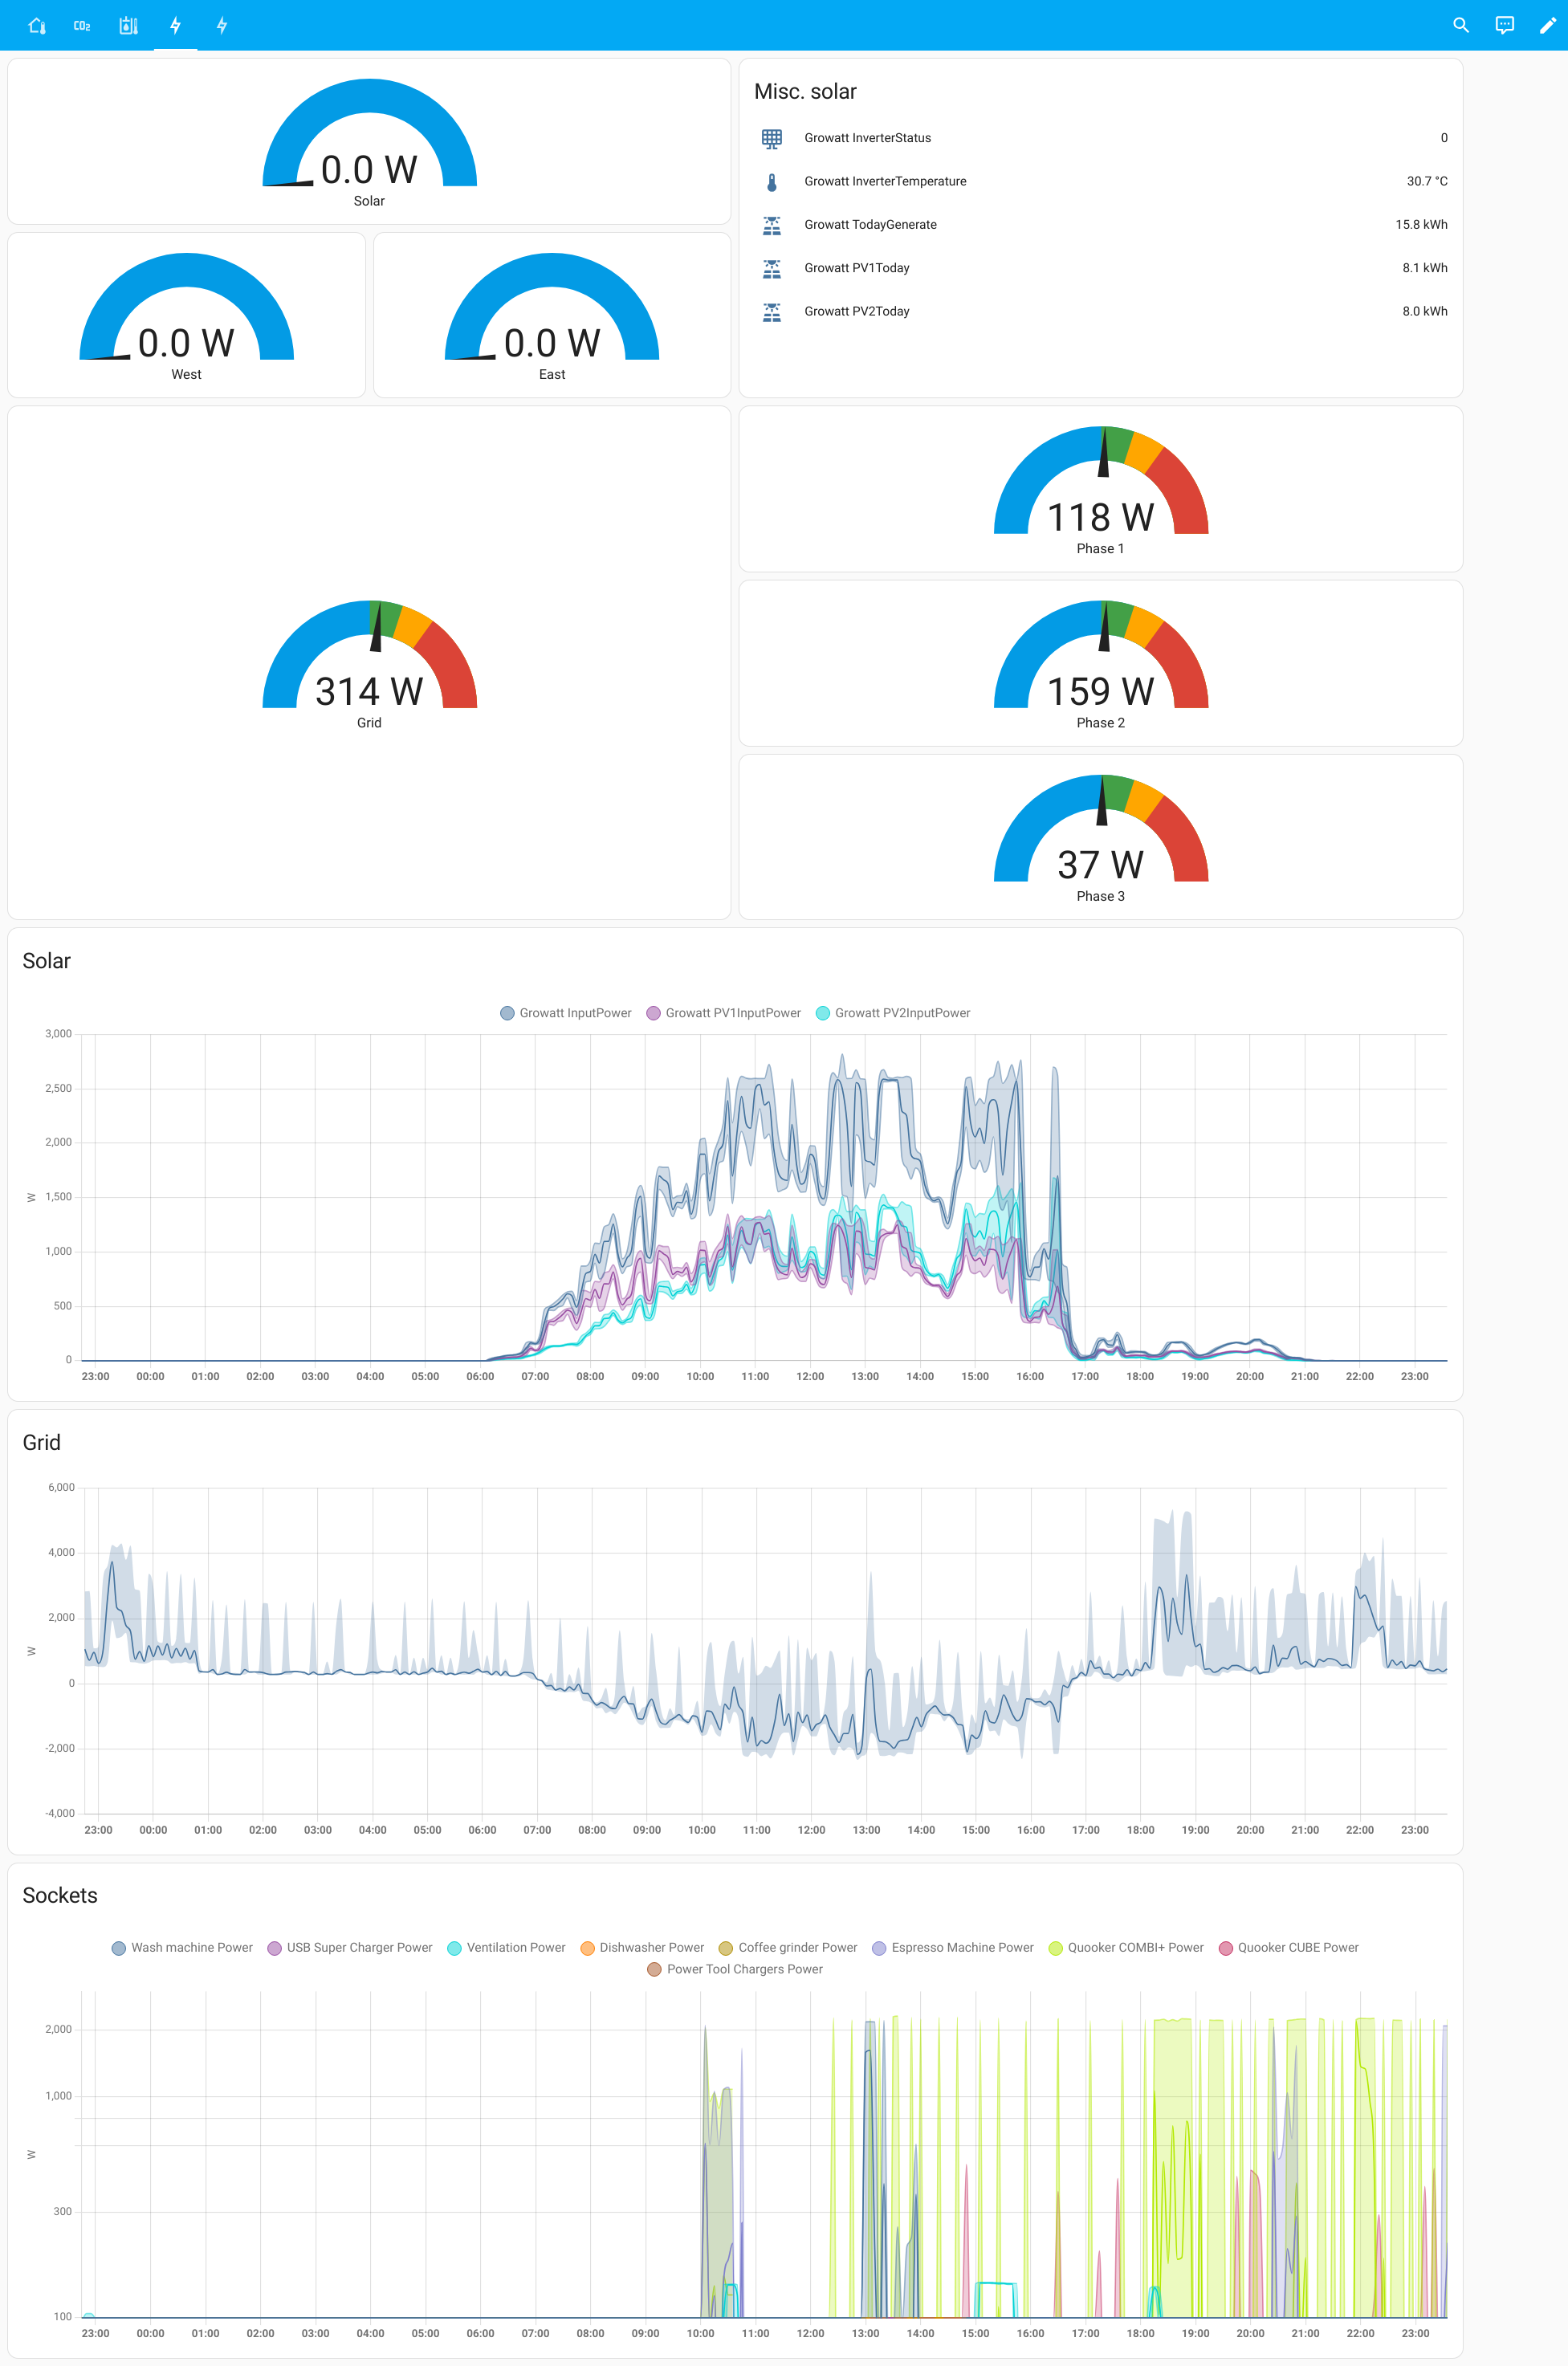 CO2
0.0 W
Solar
0.0 W
West
0.0 W
East
Misc. solar
Growatt InverterStatus 0
Growatt InverterTemperature 30.7 °C
Growatt TodayGenerate 15.8 kWh
Growatt PV1Today 8.1 kWh
Growatt PV2Today 8.0 kWh
314 W
Grid
118 W
Phase 1
159 W
Phase 2
37 W
Phase 3
Solar
Growatt InputPower Growatt PV1InputPower Growatt PV2InputPower
3,000
2,500
2,000
1,500
1,000
500
0
W
23:00 00:00 01:00 02:00 03:00 04:00 05:00 06:00 07:00 08:00 09:00 10:00 11:00 12:00 13:00 14:00 15:00 16:00 17:00 18:00 19:00 20:00 21:00 22:00 23:00
Grid
6,000
4,000
2,000
0
-2,000
-4,000
W
23:00 00:00 01:00 02:00 03:00 04:00 05:00 06:00 07:00 08:00 09:00 10:00 11:00 12:00 13:00 14:00 15:00 16:00 17:00 18:00 19:00 20:00 21:00 22:00 23:00
Sockets
Wash machine Power USB Super Charger Power Ventilation Power Dishwasher Power Coffee grinder Power Espresso Machine Power Quooker COMBI+ Power Quooker CUBE Power
Power Tool Chargers Power
2,000
1,000
300
100
W
23:00 00:00 01:00 02:00 03:00 04:00 05:00 06:00 07:00 08:00 09:00 10:00 11:00 12:00 13:00 14:00 15:00 16:00 17:00 18:00 19:00 20:00 21:00 22:00 23:00